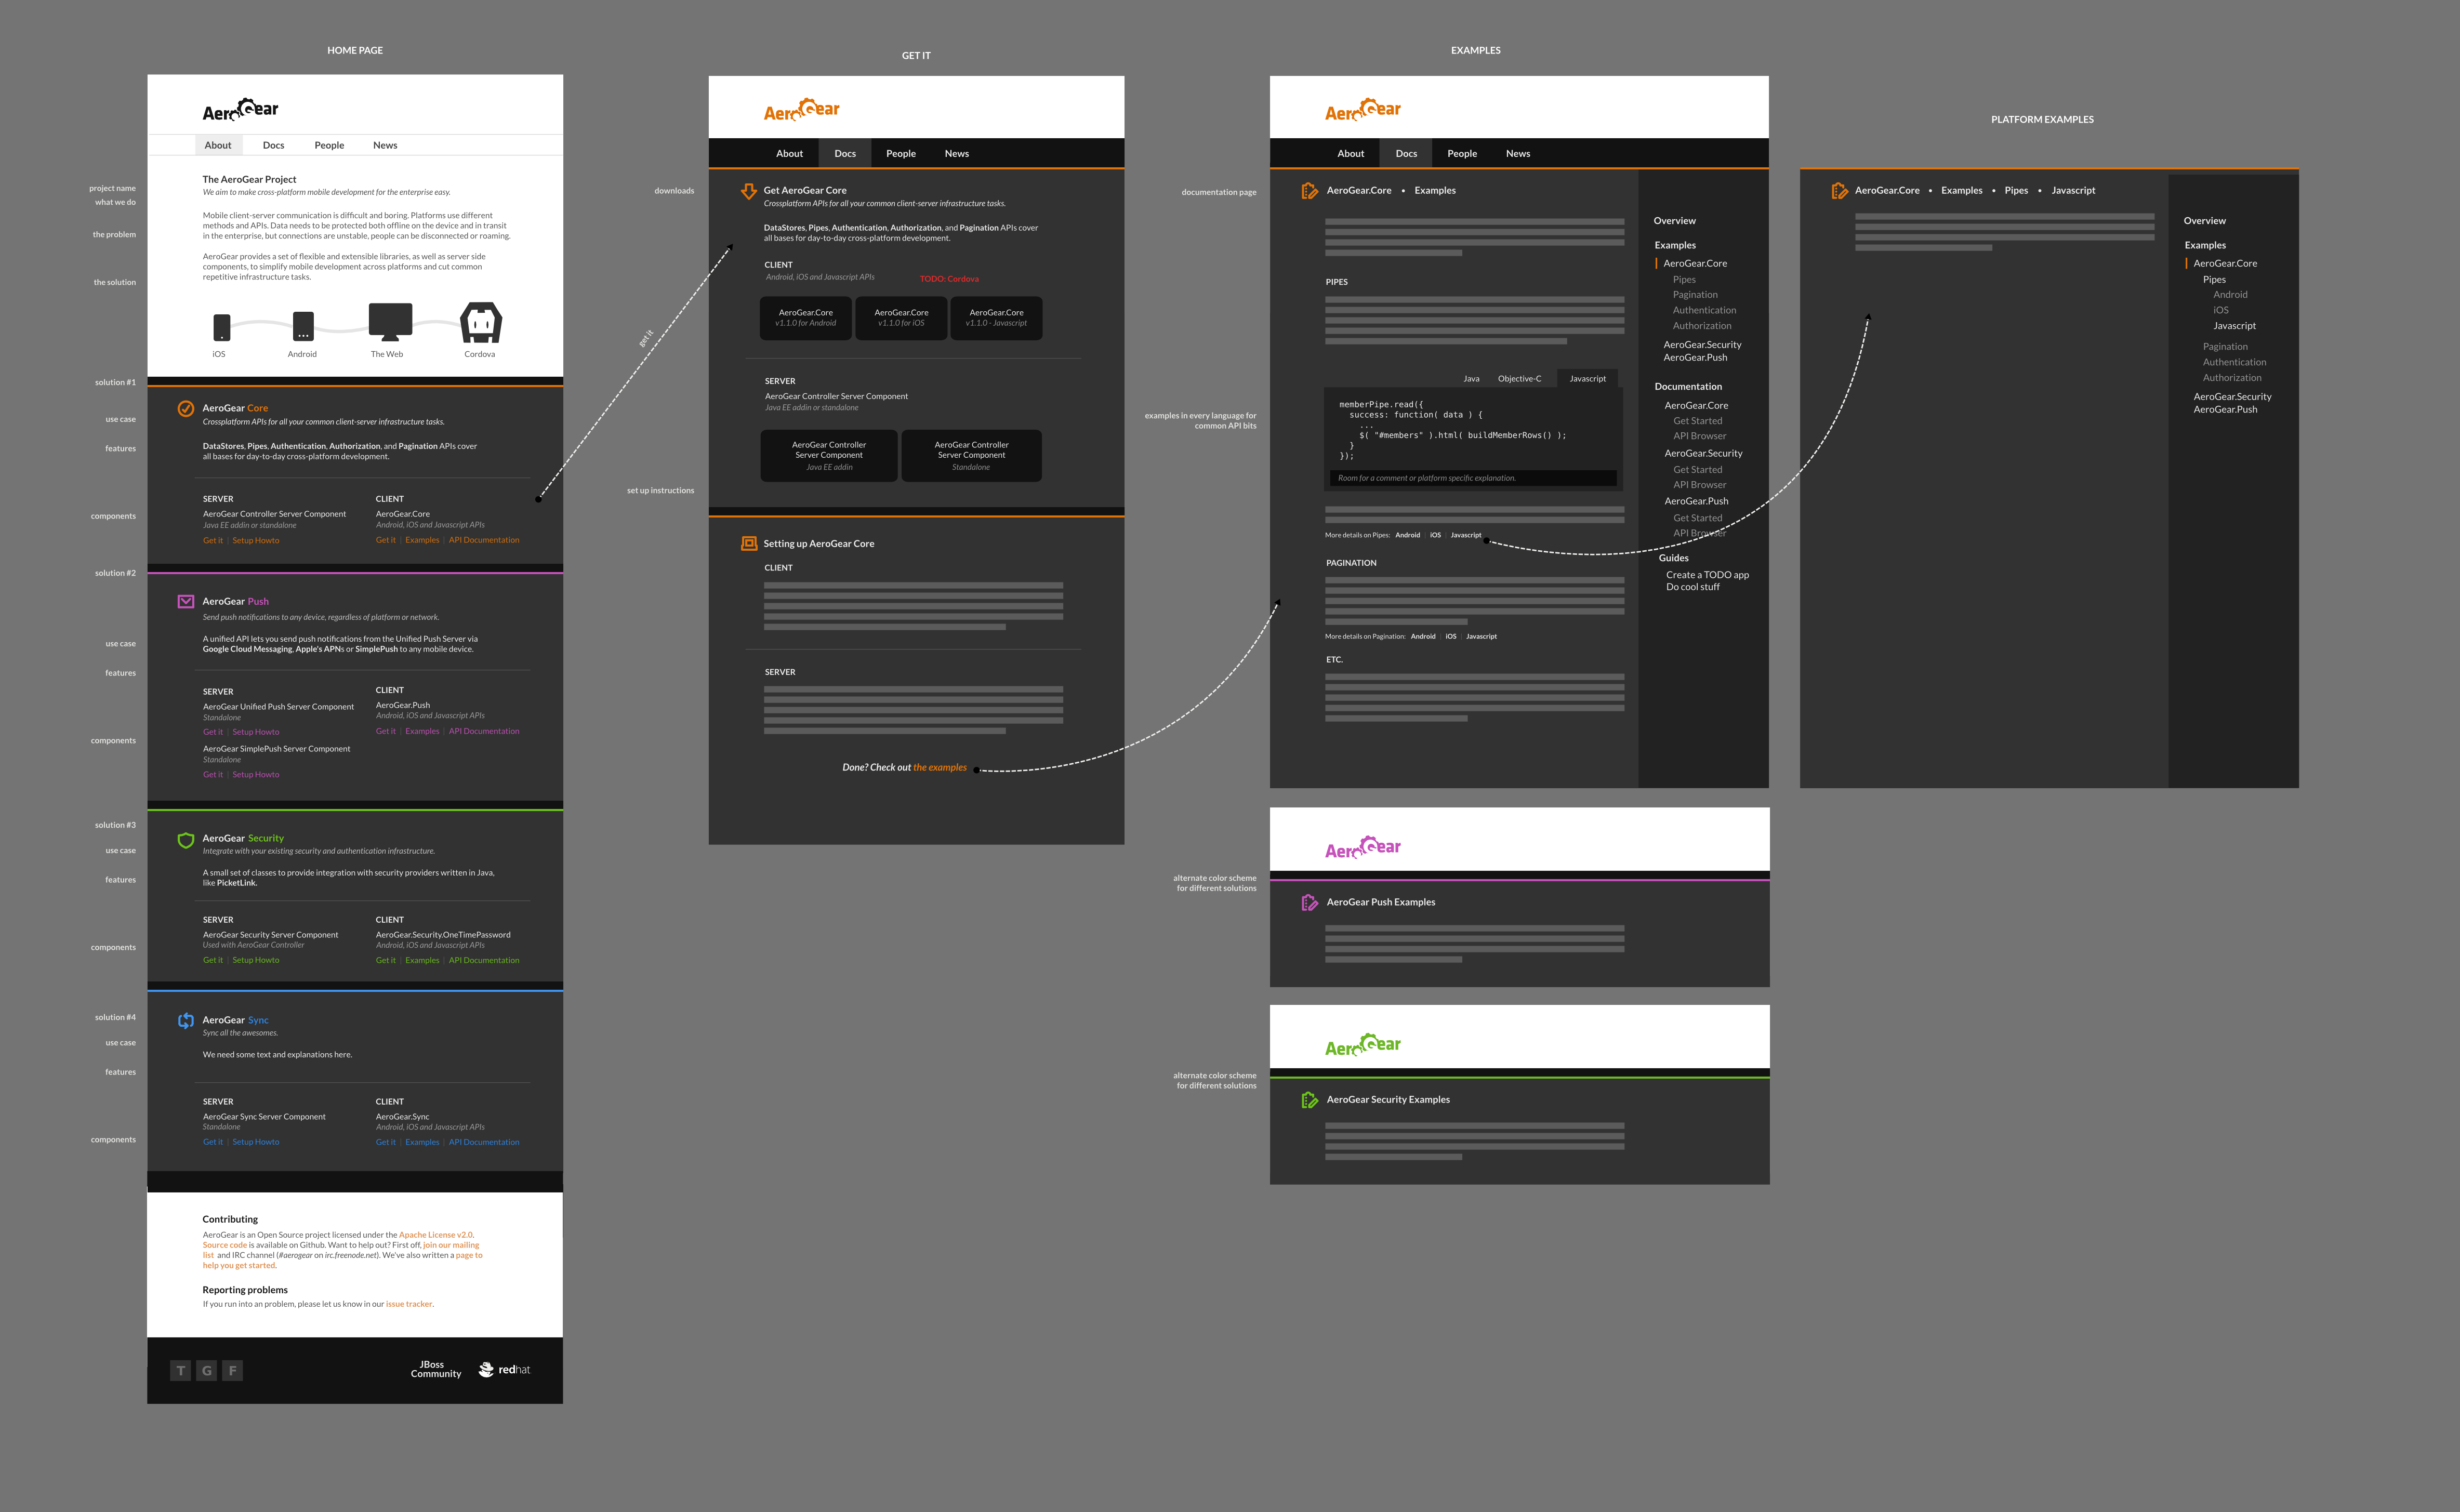 HOME PAGE
AeroGear
About Docs People News
project name
what we do
the problem
the solution
The AeroGear Project
We aim to make cross-platform mobile development for the enterprise easy.
Mobile client-server communication is difficult and boring. Platforms use different
methods and APIs. Data needs to be protected both offline on the device and in transit
in the enterprise, but connections are unstable, people can be disconnected or roaming.
AeroGear provides a set of flexible and extensible libraries, as well as server side
components, to simplify mobile development across platforms and cut common
repetitive infrastructure tasks.
iOS Android The Web Cordova
solution #1
use case
features
components
AeroGear Core
Crossplatform APIs for all your common client-server infrastructure tasks.
DataStores, Pipes, Authentication, Authorization, and Pagination APIs cover
all bases for day-to-day cross-platform development.
SERVER
AeroGear Controller Server Component
Java EE addin or standalone
Get it | Setup Howto
CLIENT
AeroGear.Core
Android, iOS and Javascript APIs
Get it | Examples | API Documentation
solution #2
use case
features
components
AeroGear Push
Send push notifications to any device, regardless of platform or network.
A unified API lets you send push notifications from the Unified Push Server via
Google Cloud Messaging, Apple's APNs or SimplePush to any mobile device.
SERVER
AeroGear Unified Push Server Component
Standalone
Get it | Setup Howto
AeroGear SimplePush Server Component
Standalone
Get it | Setup Howto
CLIENT
AeroGear.Push
Android, iOS and Javascript APIs
Get it | Examples | API Documentation
solution #3
use case
features
components
AeroGear Security
Integrate with your existing security and authentication infrastructure.
A small set of classes to provide integration with security providers written in Java,
like PicketLink.
SERVER
AeroGear Security Server Component
Used with AeroGear Controller
Get it | Setup Howto
CLIENT
AeroGear.Security.OneTimePassword
Android, iOS and Javascript APIs
Get it | Examples | API Documentation
solution #4
use case
features
components
AeroGear Sync
Sync all the awesomes.
We need some text and explanations here.
SERVER
AeroGear Sync Server Component
Standalone
Get it | Setup Howto
CLIENT
AeroGear.Sync
Android, iOS and Javascript APIs
Get it | Examples | API Documentation
Contributing
AeroGear is an Open Source project licensed under the Apache License v2.0.
Source code is available on Github. Want to help out? First off, join our mailing
list and IRC channel (#aerogear on irc.freenode.net). We've also written a page to
help you get started.
Reporting problems
If you run into an problem, please let us know in our issue tracker.
T G F
JBoss
Community
redhat
get it
GET IT
AeroGear
About Docs People News
downloads
Get AeroGear Core
Crossplatform APIs for all your common client-server infrastructure tasks.
DataStores, Pipes, Authentication, Authorization, and Pagination APIs cover
all bases for day-to-day cross-platform development.
CLIENT
Android, iOS and Javascript APIs
TODO: Cordova
AeroGear.Core
v1.1.0 for Android
AeroGear.Core
v1.1.0 for iOS
AeroGear.Core
v1.1.0 - Javascript
SERVER
AeroGear Controller Server Component
Java EE addin or standalone
AeroGear Controller
Server Component
Java EE addin
AeroGear Controller
Server Component
Standalone
set up instructions
Setting up AeroGear Core
CLIENT
SERVER
Done? Check out the examples
EXAMPLES
AeroGear
About Docs People News
documentation page
AeroGear.Core • Examples
PIPES
Java Objective-C Javascript
examples in every language for
common API bits
memberPipe.read({
success: function( data ) {
...
$( "#members" ).html( buildMemberRows() );
}
});
Room for a comment or platform specific explanation.
More details on Pipes: Android | iOS | Javascript
PAGINATION
More details on Pagination: Android | iOS | Javascript
ETC.
Overview
Examples
AeroGear.Core
Pipes
Pagination
Authentication
Authorization
AeroGear.Security
AeroGear.Push
Documentation
AeroGear.Core
Get Started
API Browser
AeroGear.Security
Get Started
API Browser
AeroGear.Push
Get Started
API Browser
Guides
Create a TODO app
Do cool stuff
AeroGear
alternate color scheme
for different solutions
AeroGear Push Examples
AeroGear
alternate color scheme
for different solutions
AeroGear Security Examples
PLATFORM EXAMPLES
AeroGear.Core • Examples • Pipes • Javascript
Overview
Examples
AeroGear.Core
Pipes
Android
iOS
Javascript
Pagination
Authentication
Authorization
AeroGear.Security
AeroGear.Push